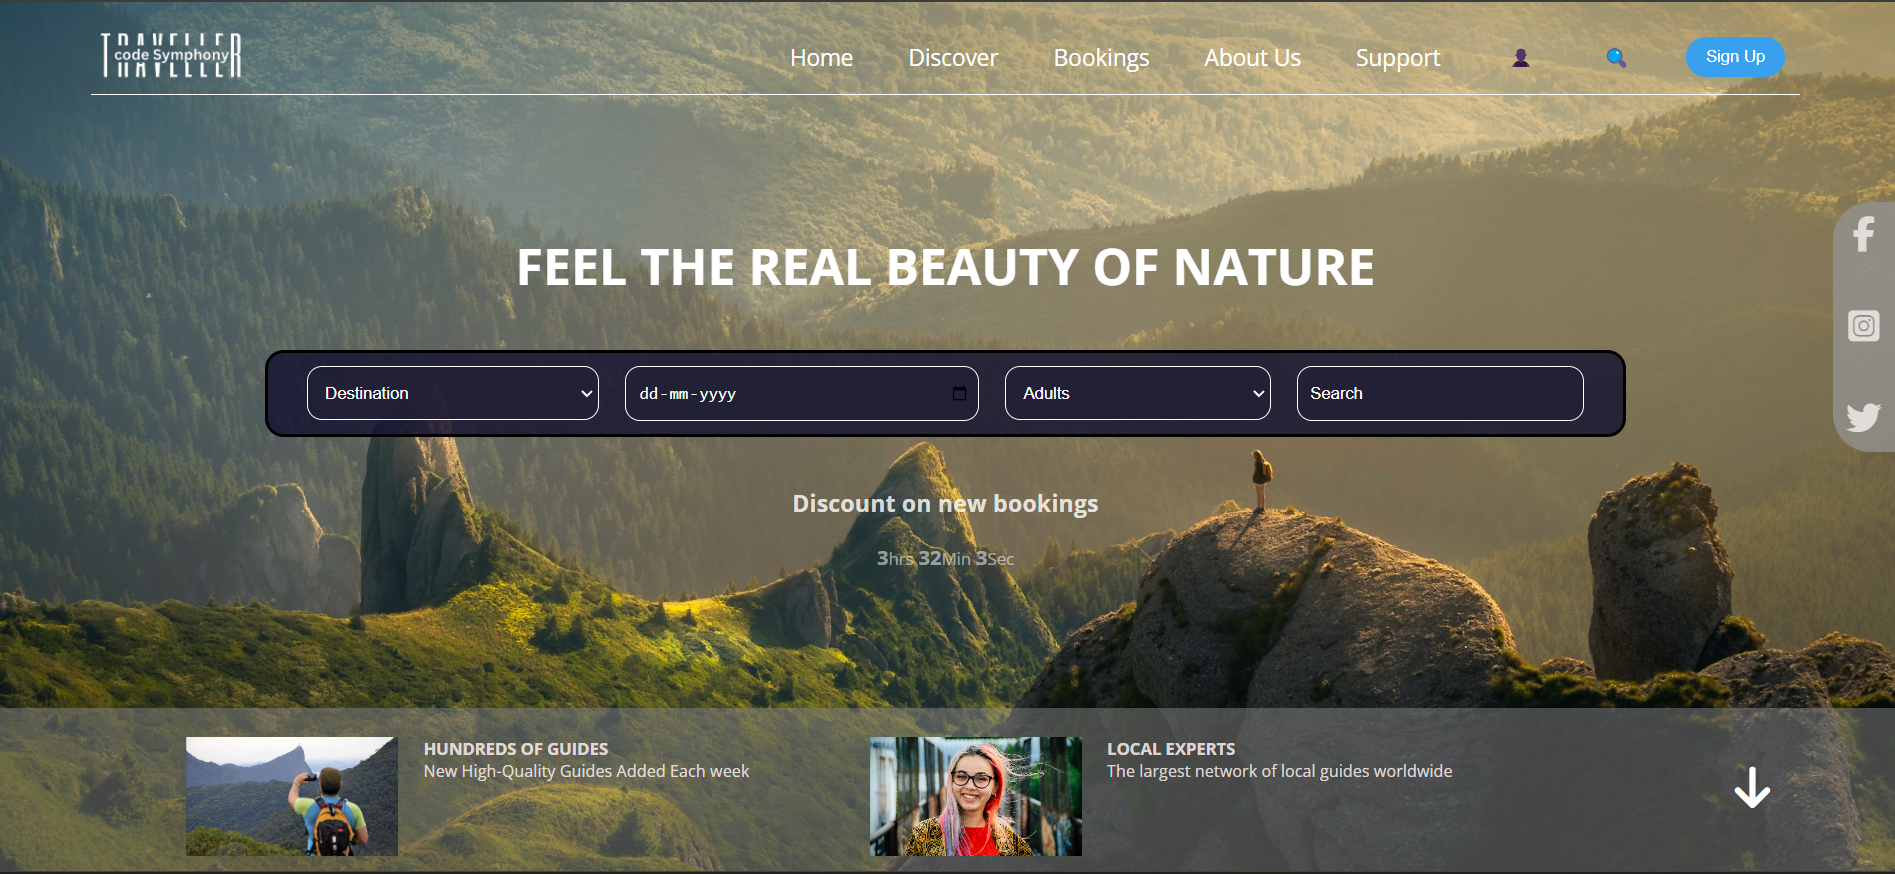 TRAVELLER
code Symphony
Home Discover Bookings About Us Support Sign Up
FEEL THE REAL BEAUTY OF NATURE
Destination dd-mm-yyyy Adults Search
Discount on new bookings
3hrs 32Min 3Sec
HUNDREDS OF GUIDES
New High-Quality Guides Added Each week
LOCAL EXPERTS
The largest network of local guides worldwide